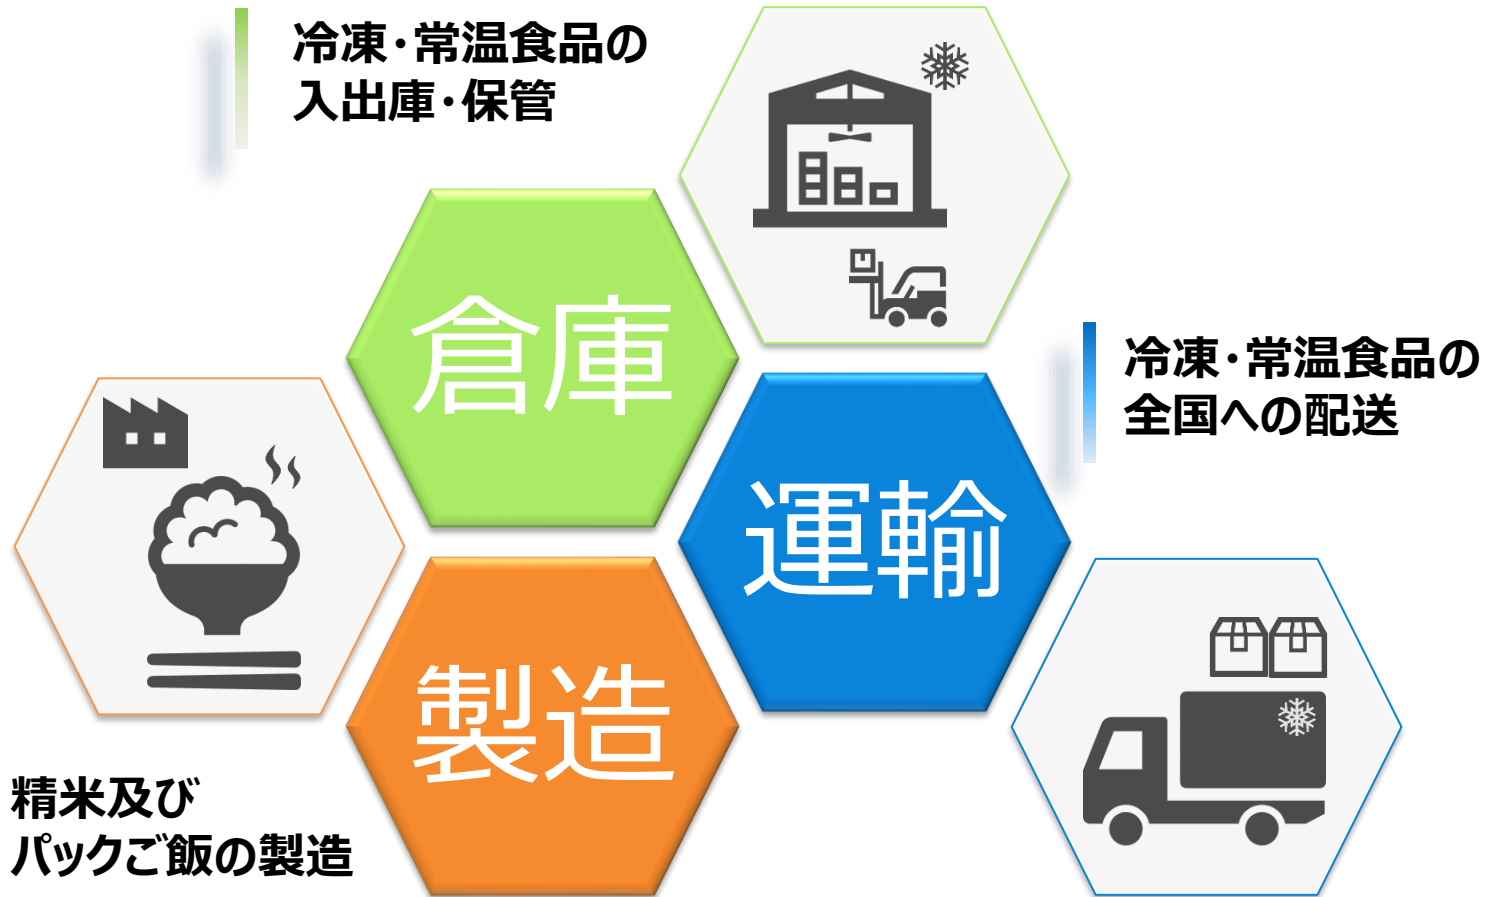 冷凍・常温食品の
入出庫・保管
倉庫
冷凍・常温食品の
全国への配送
運輸
製造
精米及び
パックご飯の製造